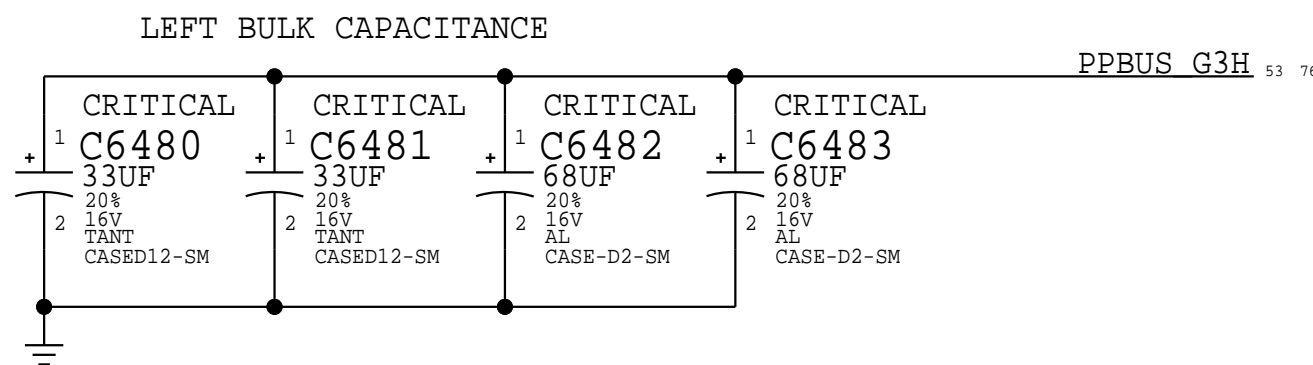 LEFT BULK CAPACITANCE
PPBUS_G3H 53 76
CRITICAL
1
C6480
+
33UF
20%
16V
2
TANT
CASED12-SM
CRITICAL
1
C6481
+
33UF
20%
16V
2
TANT
CASED12-SM
CRITICAL
1
C6482
+
68UF
20%
16V
2
AL
CASE-D2-SM
CRITICAL
1
C6483
+
68UF
20%
16V
2
AL
CASE-D2-SM